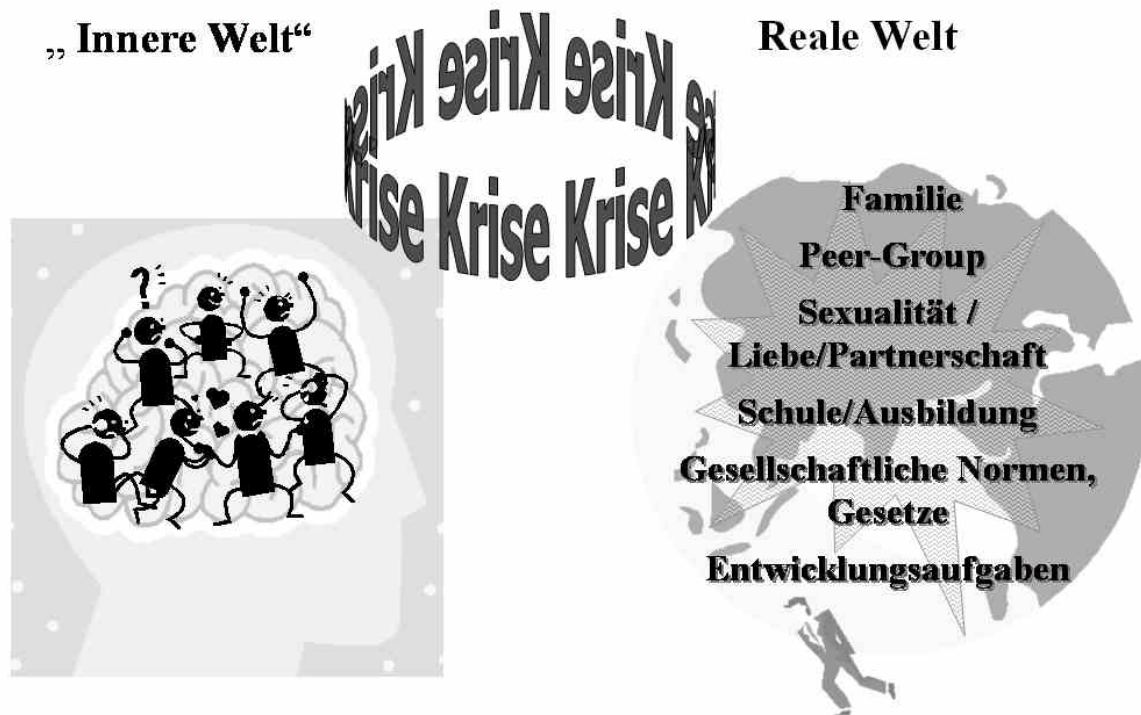 „ Innere Welt“
Krise Krise Krise
Krise Krise Krise
Reale Welt
?
Familie
Peer-Group
Sexualität /
Liebe/Partnerschaft
Schule/Ausbildung
Gesellschaftliche Normen,
Gesetze
Entwicklungsaufgaben